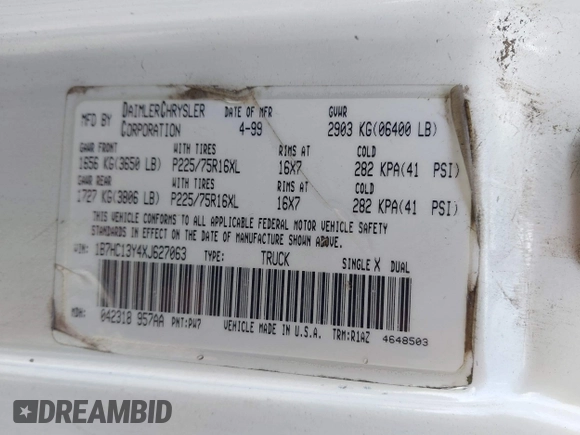 MFD BY DAIMLERCHRYSLER CORPORATION DATE OF MFR 4-99 GVWR 2903 KG(06400 LB)
GAWR FRONT WITH TIRES RIMS AT COLD
1656 KG(3650 LB) P225/75R16XL 16X7 282 KPA(41 PSI)
GAWR REAR WITH TIRES RIMS AT COLD
1727 KG(3806 LB) P225/75R16XL 16X7 282 KPA(41 PSI)
THIS VEHICLE CONFORMS TO ALL APPLICABLE FEDERAL MOTOR VEHICLE SAFETY
STANDARDS IN EFFECT ON THE DATE OF MANUFACTURE SHOWN ABOVE.
VIN: 1B7HC13Y4XJ627063 TYPE: TRUCK SINGLE X DUAL
MDH: 042318 957AA PNT:PW7 VEHICLE MADE IN U.S.A. TRM:R1AZ
4648503
DREAMBID